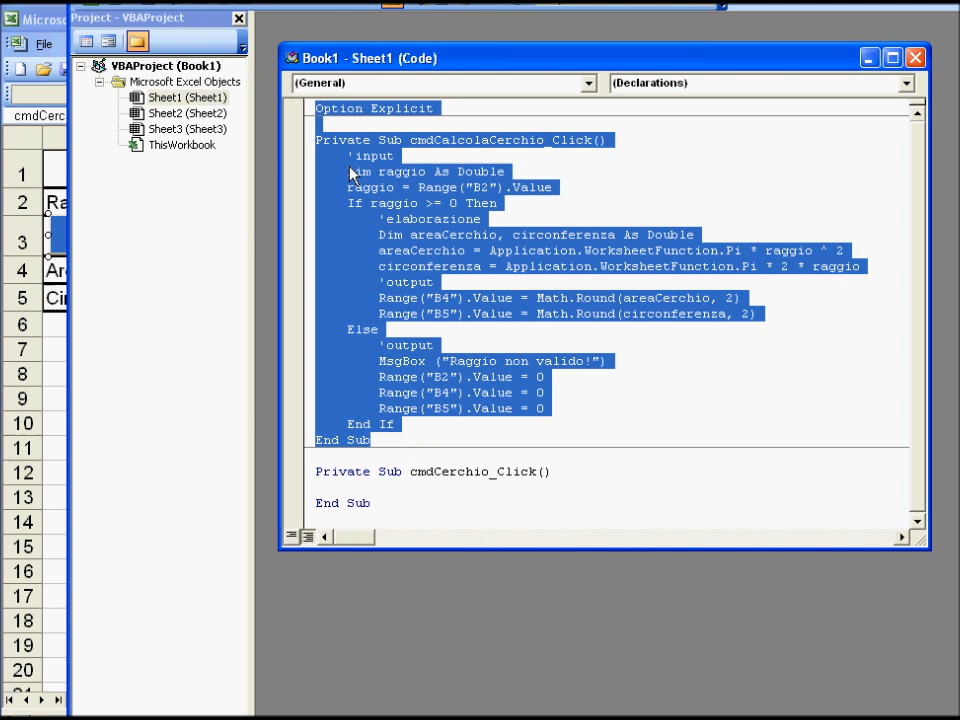 Micros
File
cmdCerc
1
2 Ra
3
4 Ar
5 Cir
6
7
8
9
10
11
12
13
14
15
16
17
18
19
20
Project - VBAProject
VBAProject (Book1)
Microsoft Excel Objects
Sheet1 (Sheet1)
Sheet2 (Sheet2)
Sheet3 (Sheet3)
ThisWorkbook
Book1 - Sheet1 (Code)
(General) (Declarations)
Option Explicit
Private Sub cmdCalcolaCerchio_Click()
'input
Dim raggio As Double
raggio = Range("B2").Value
If raggio >= 0 Then
'elaborazione
Dim areaCerchio, circonferenza As Double
areaCerchio = Application.WorksheetFunction.Pi * raggio ^ 2
circonferenza = Application.WorksheetFunction.Pi * 2 * raggio
'output
Range("B4").Value = Math.Round(areaCerchio, 2)
Range("B5").Value = Math.Round(circonferenza, 2)
Else
'output
MsgBox ("Raggio non valido!")
Range("B2").Value = 0
Range("B4").Value = 0
Range("B5").Value = 0
End If
End Sub
Private Sub cmdCerchio_Click()
End Sub